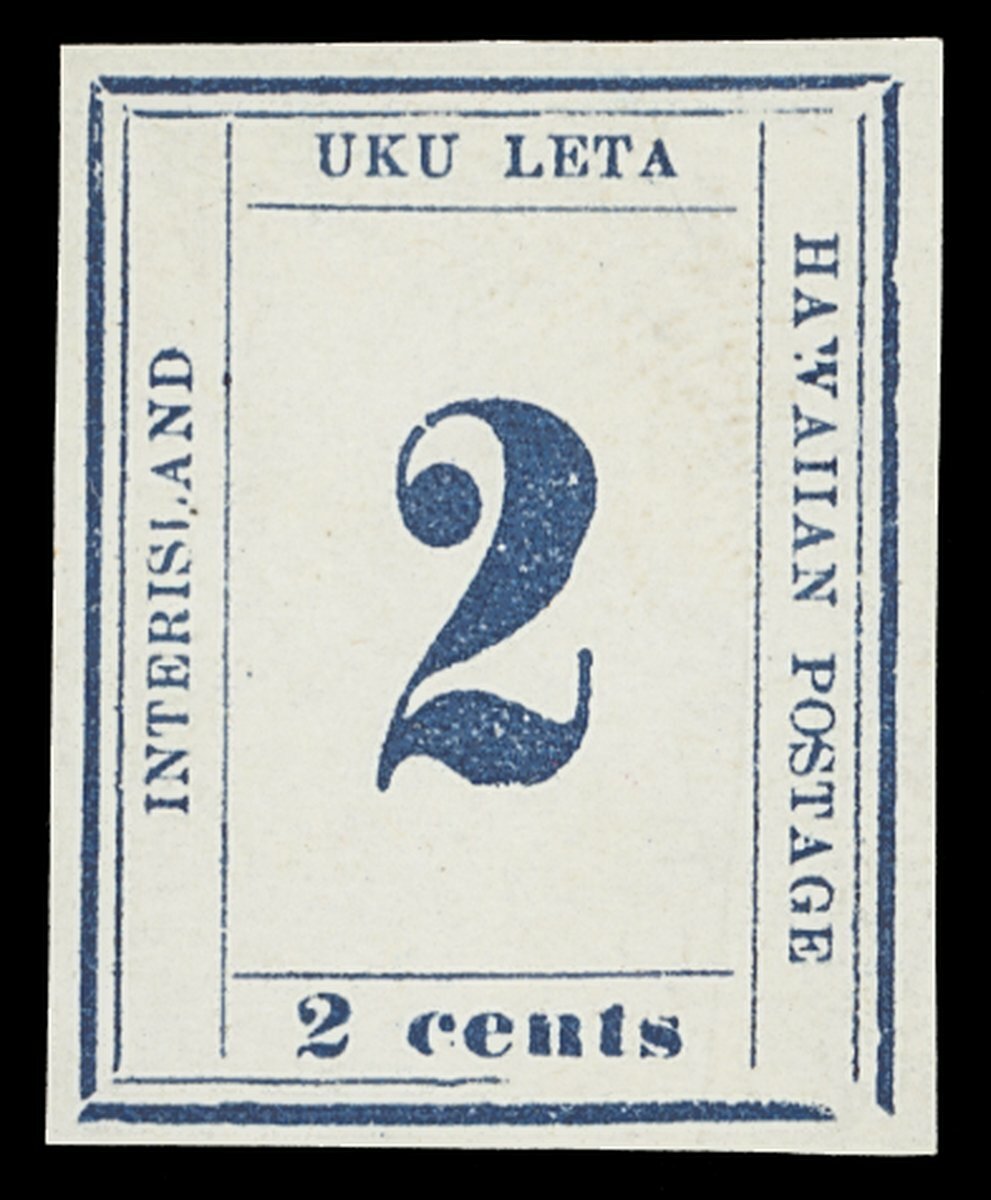 UKU LETA
INTERISLAND
HAWAIIAN POSTAGE
2
2 cents